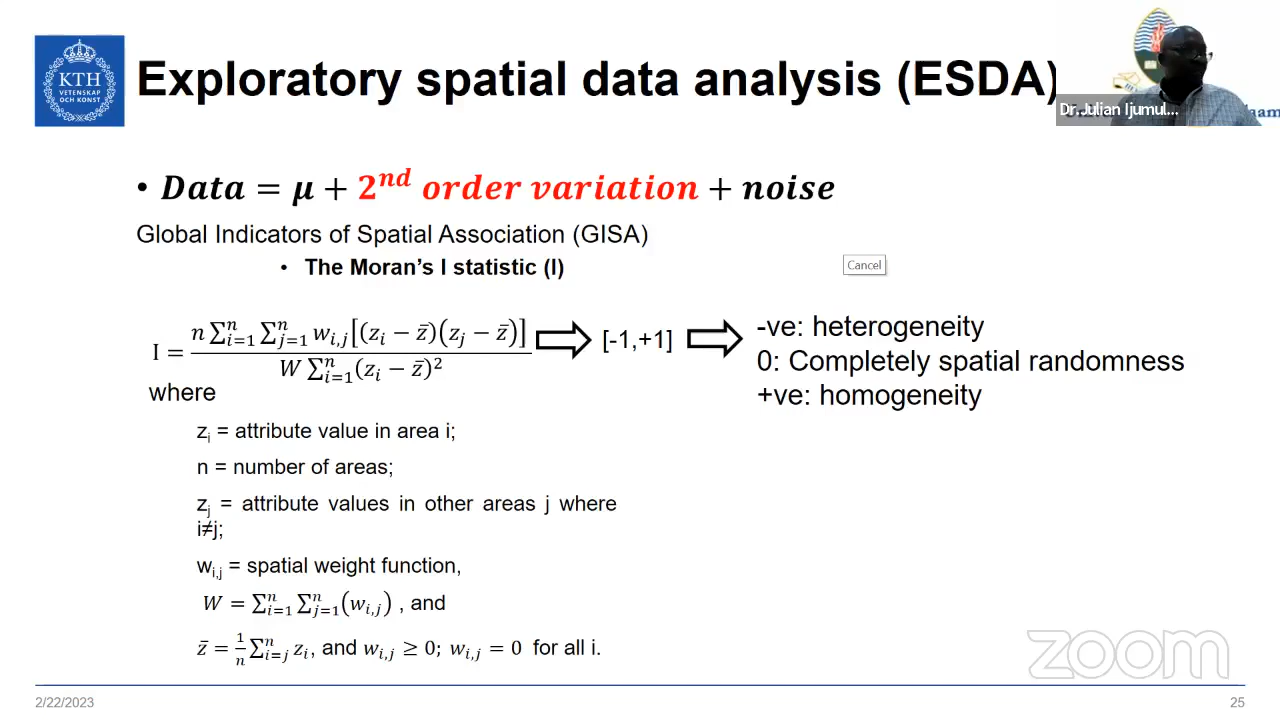 KTH
VETENSKAP
OCH KONST
Exploratory spatial data analysis (ESDA)
Dr.Julian Ijumul...
• Data = μ + 2ⁿᵈ order variation + noise
Global Indicators of Spatial Association (GISA)
• The Moran's I statistic (I)
Cancel
I = n ∑ⁿᵢ₌₁ ∑ⁿⱼ₌₁ wᵢ,ⱼ[(zᵢ − z̄)(zⱼ − z̄)] / W ∑ⁿᵢ₌₁(zᵢ − z̄)²
[-1,+1]
-ve: heterogeneity
0: Completely spatial randomness
+ve: homogeneity
where
zᵢ = attribute value in area i;
n = number of areas;
zⱼ = attribute values in other areas j where
i≠j;
wᵢ,ⱼ = spatial weight function,
W = ∑ⁿᵢ₌₁ ∑ⁿⱼ₌₁(wᵢ,ⱼ) , and
z̄ = 1/n ∑ⁿᵢ₌ⱼ zᵢ, and wᵢ,ⱼ ≥ 0; wᵢ,ⱼ = 0 for all i.
zoom
2/22/2023
25